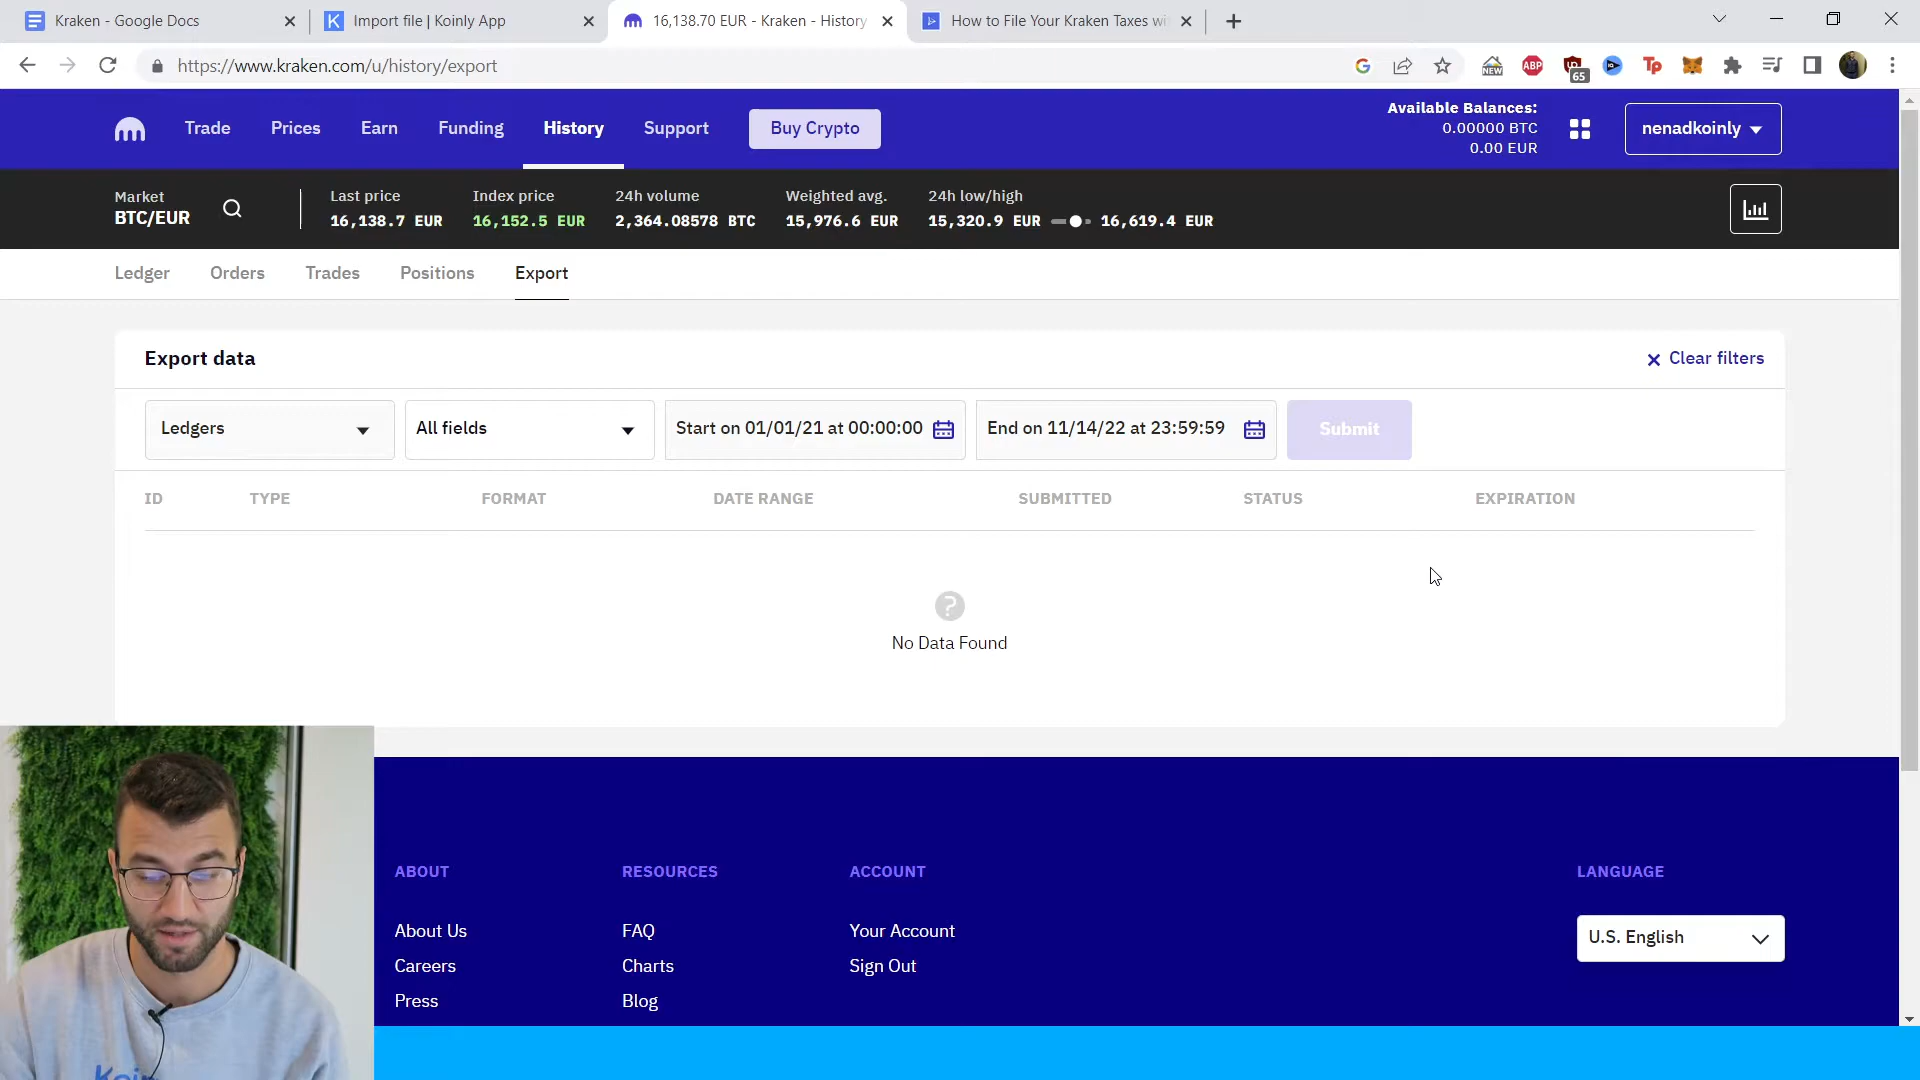 Kraken - Google Docs
Import file | Koinly App
16,138.70 EUR - Kraken - History
How to File Your Kraken Taxes wi
https://www.kraken.com/u/history/export
NEW
ABP
65
Tp
Trade
Prices
Earn
Funding
History
Support
Buy Crypto
Available Balances:
0.00000 BTC
0.00 EUR
nenadkoinly
Market
BTC/EUR
Last price
16,138.7 EUR
Index price
16,152.5 EUR
24h volume
2,364.08578 BTC
Weighted avg.
15,976.6 EUR
24h low/high
15,320.9 EUR
16,619.4 EUR
Ledger
Orders
Trades
Positions
Export
Export data
Clear filters
Ledgers
All fields
Start on 01/01/21 at 00:00:00
End on 11/14/22 at 23:59:59
Submit
ID
TYPE
FORMAT
DATE RANGE
SUBMITTED
STATUS
EXPIRATION
?
No Data Found
ABOUT
RESOURCES
ACCOUNT
LANGUAGE
About Us
FAQ
Your Account
U.S. English
Careers
Charts
Sign Out
Press
Blog